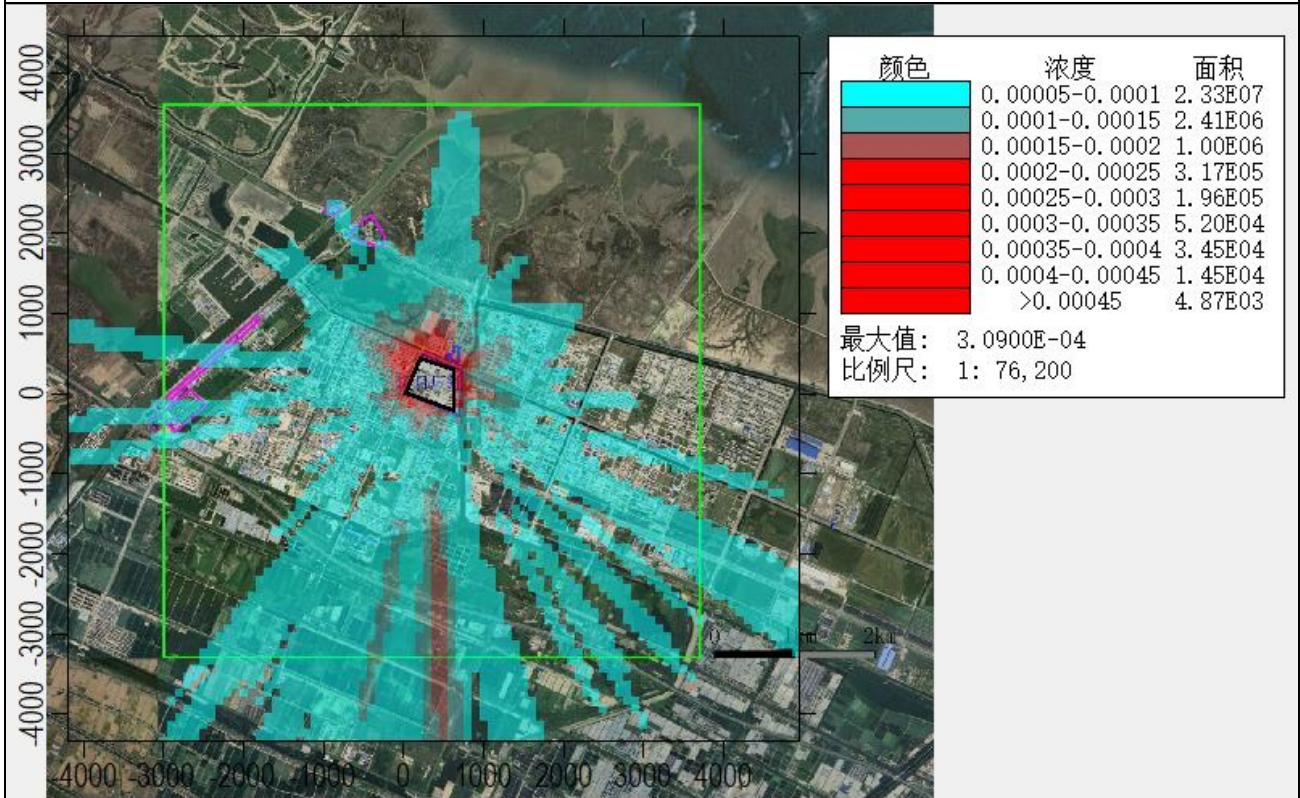 颜色 浓度 面积
0.00005-0.0001 2.33E07
0.0001-0.00015 2.41E06
0.00015-0.0002 1.00E06
0.0002-0.00025 3.17E05
0.00025-0.0003 1.96E05
0.0003-0.00035 5.20E04
0.00035-0.0004 3.45E04
0.0004-0.00045 1.45E04
>0.00045 4.87E03
最大值: 3.0900E-04
比例尺: 1: 76,200
4000
3000
2000
1000
0
-1000
-2000
-3000
-4000
0 2km
-4000 -3000 -2000 -1000 0 1000 2000 3000 4000